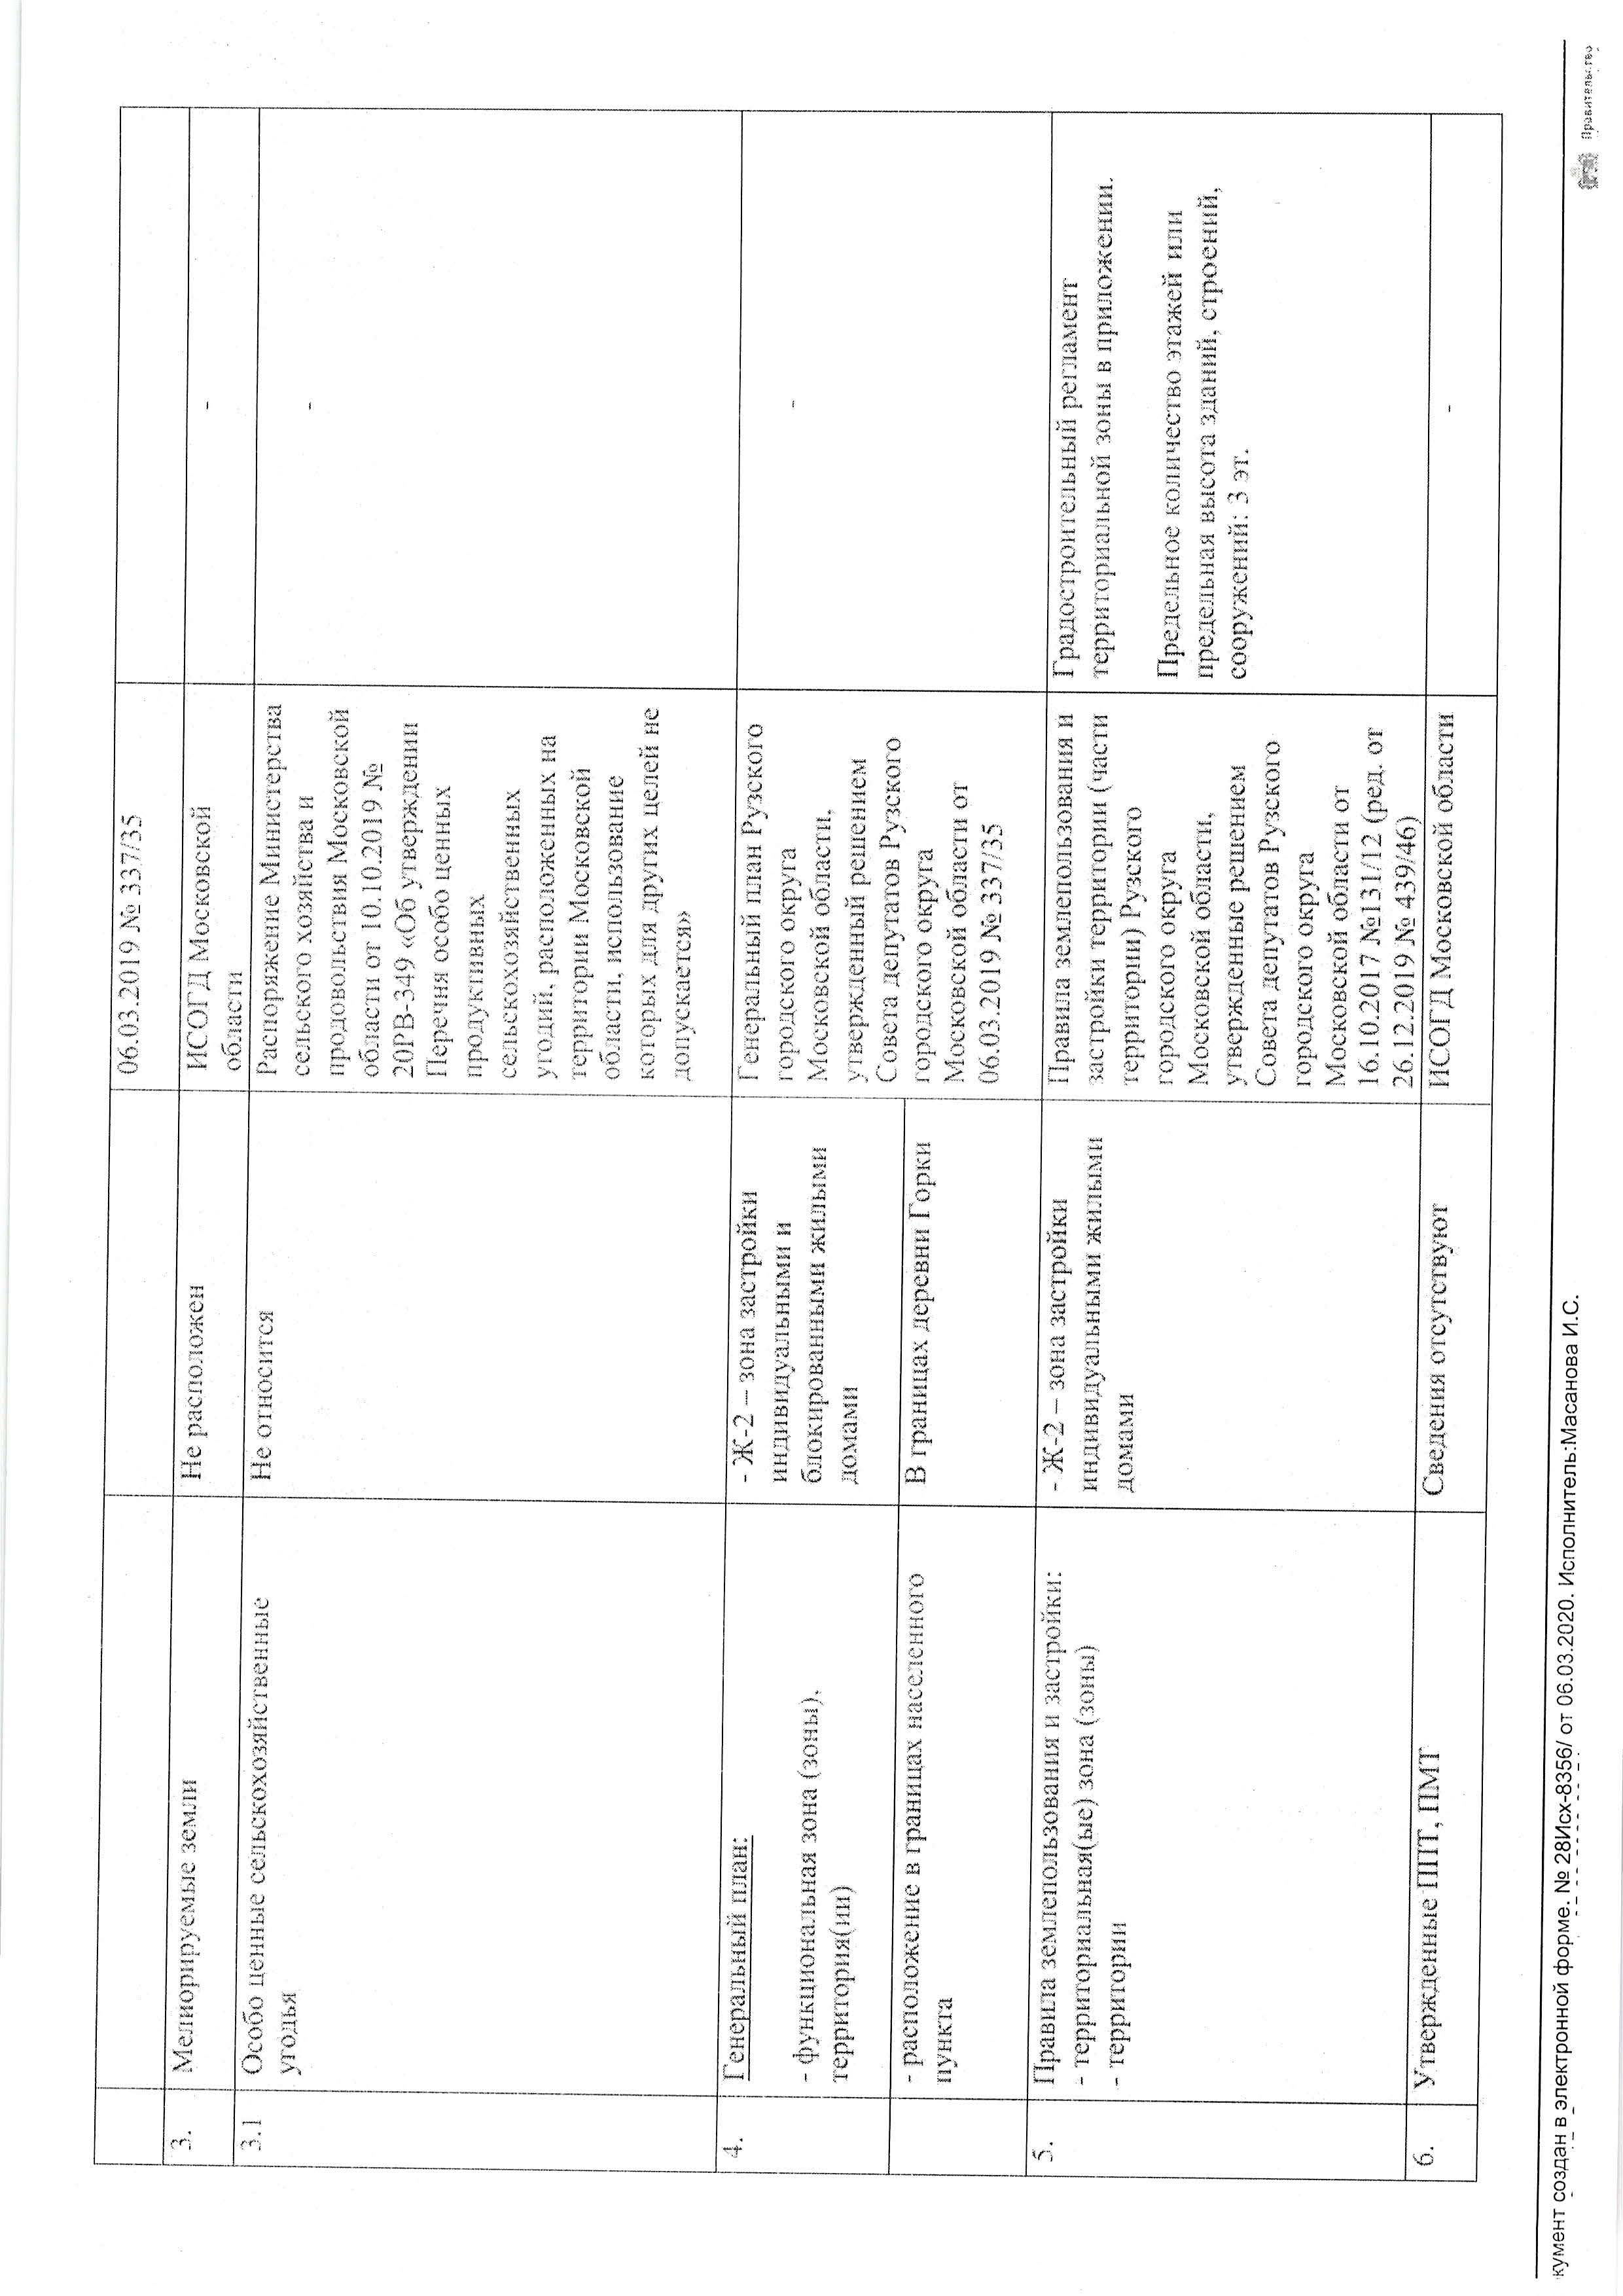 06.03.2019 № 337/35
3.
Мелиорируемые земли
Не расположен
ИСОГД Московской
области
-
3.1
Особо ценные сельскохозяйственные
угодья
Не относится
Распоряжение Министерства
сельского хозяйства и
продовольствия Московской
области от 10.10.2019 №
20РВ-349 «Об утверждении
Перечня особо ценных
продуктивных
сельскохозяйственных
угодий, расположенных на
территории Московской
области, использование
которых для других целей не
допускается»
-
4.
Генеральный план:
- функциональная зона (зоны),
территория(ии)
- Ж-2 – зона застройки
индивидуальными и
блокированными жилыми
домами
Генеральный план Рузского
городского округа
Московской области,
утвержденный решением
Совета депутатов Рузского
городского округа
Московской области от
06.03.2019 № 337/35
-
- расположение в границах населенного
пункта
В границах деревни Горки
5.
Правила землепользования и застройки:
- территориальная(ые) зона (зоны)
- территории
- Ж-2 – зона застройки
индивидуальными жилыми
домами
Правила землепользования и
застройки территории (части
территории) Рузского
городского округа
Московской области,
утвержденные решением
Совета депутатов Рузского
городского округа
Московской области от
16.10.2017 №131/12 (ред. от
26.12.2019 № 439/46)
Градостроительный регламент
территориальной зоны в приложении.
Предельное количество этажей или
предельная высота зданий, строений,
сооружений: 3 эт.
6.
Утвержденные ППТ, ПМТ
Сведения отсутствуют
ИСОГД Московской области
-
кумент создан в электронной форме. № 28Исх-8356/ от 06.03.2020. Исполнитель:Масанова И.С.
Правительство